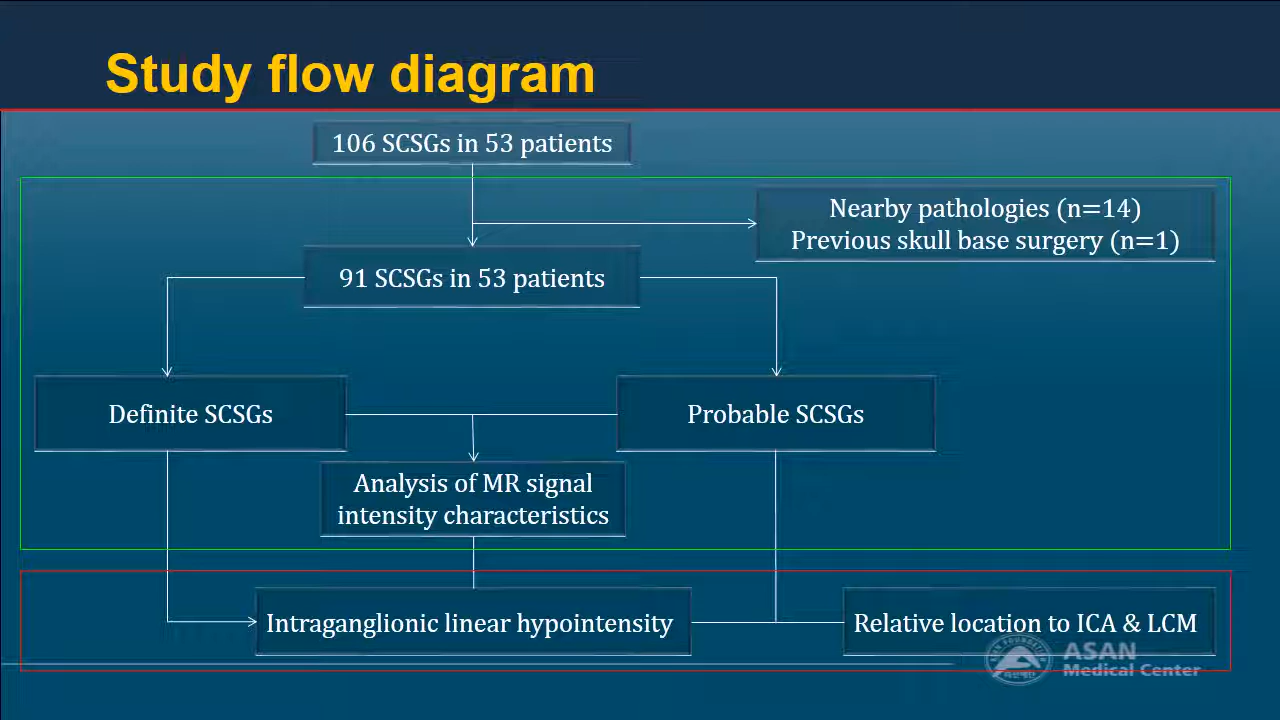 Study flow diagram
106 SCSGs in 53 patients
Nearby pathologies (n=14)
Previous skull base surgery (n=1)
91 SCSGs in 53 patients
Definite SCSGs
Probable SCSGs
Analysis of MR signal
intensity characteristics
Intraganglionic linear hypointensity
Relative location to ICA & LCM
ASAN
Medical Center